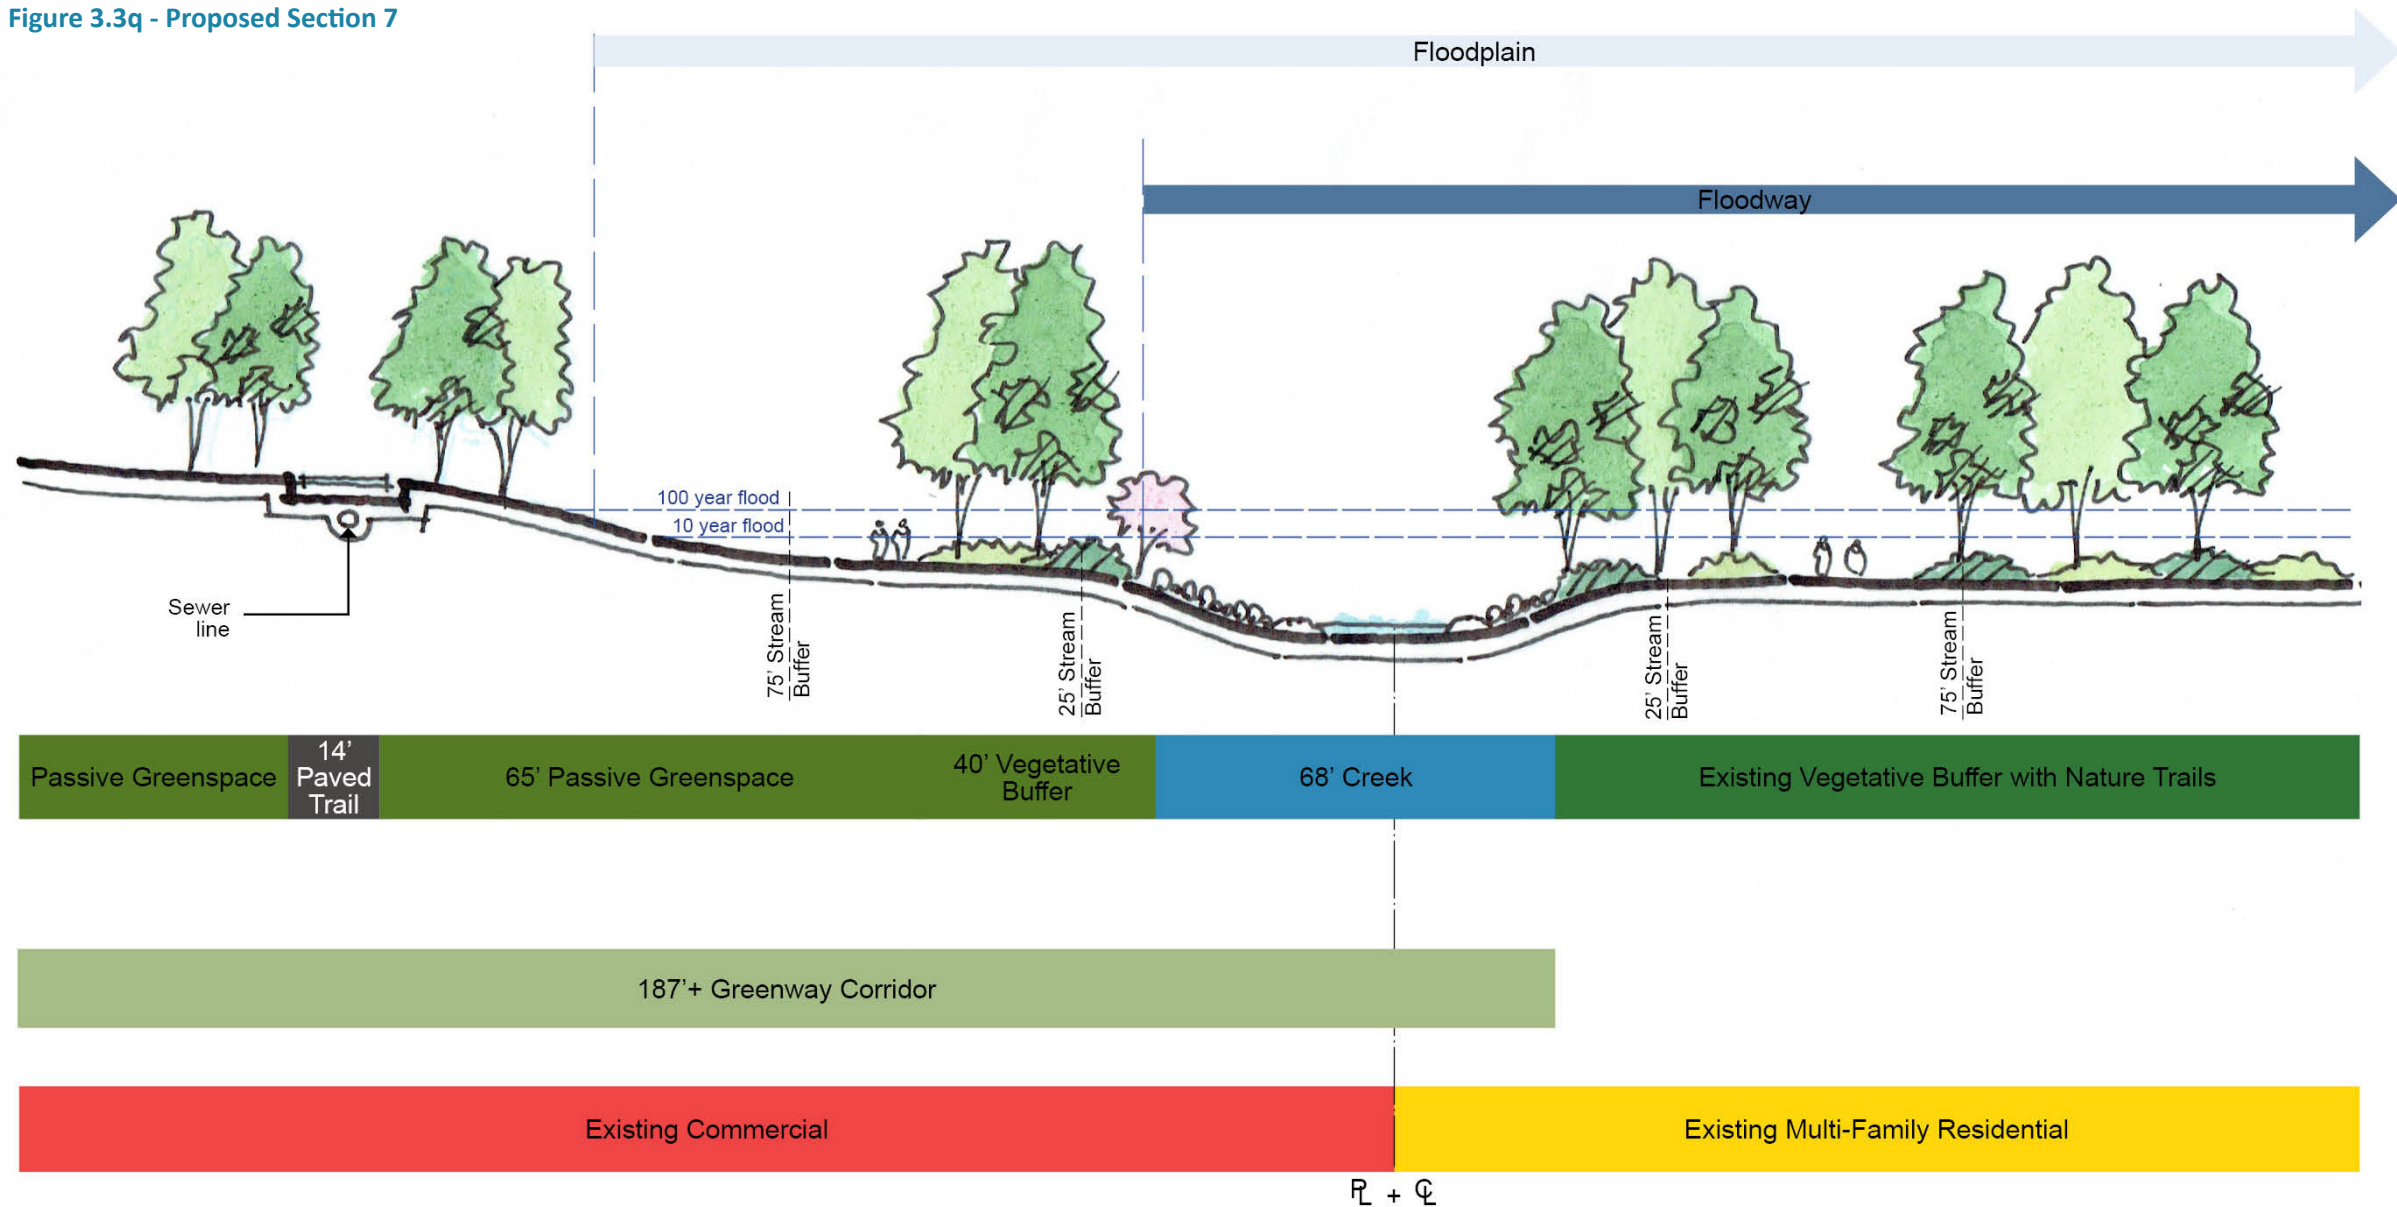 Figure 3.3q - Proposed Section 7
Floodplain
Floodway
100 year flood
10 year flood
Sewer
line
75’ Stream
Buffer
25’ Stream
Buffer
25’ Stream
Buffer
75’ Stream
Buffer
Passive Greenspace
14’
Paved
Trail
65’ Passive Greenspace
40’ Vegetative
Buffer
68’ Creek
Existing Vegetative Buffer with Nature Trails
187’+ Greenway Corridor
Existing Commercial
Existing Multi-Family Residential
PL + CL